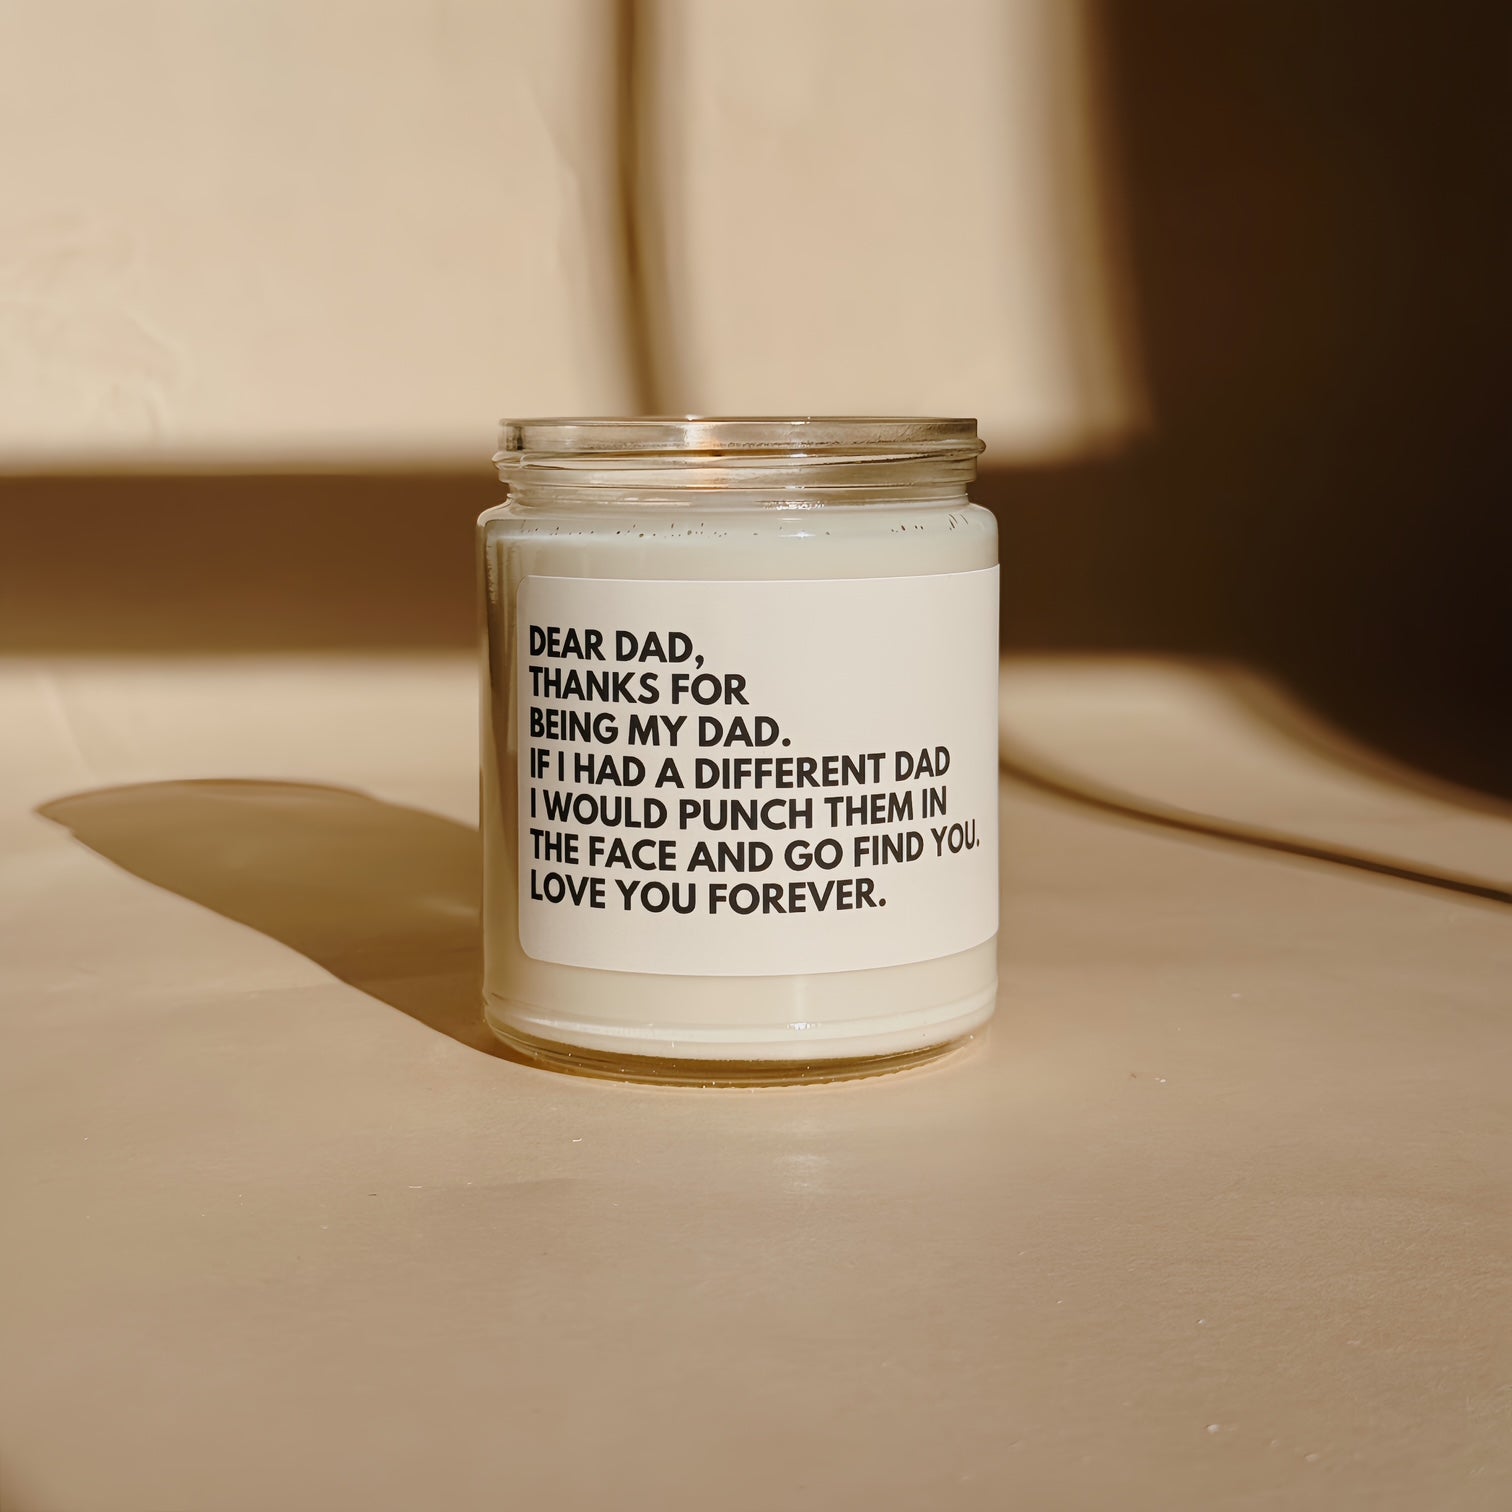 DEAR DAD,
THANKS FOR
BEING MY DAD.
IF I HAD A DIFFERENT DAD
I WOULD PUNCH THEM IN
THE FACE AND GO FIND YOU.
LOVE YOU FOREVER.